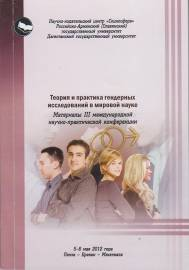 Научно-издательский центр «Социосфера»
Российско-Армянский (Славянский)
государственный университет
Дагестанский государственный университет
Теория и практика гендерных
исследований в мировой науке
Материалы III международной
научно-практической конференции
5–6 мая 2012 года
Пенза – Ереван – Махачкала